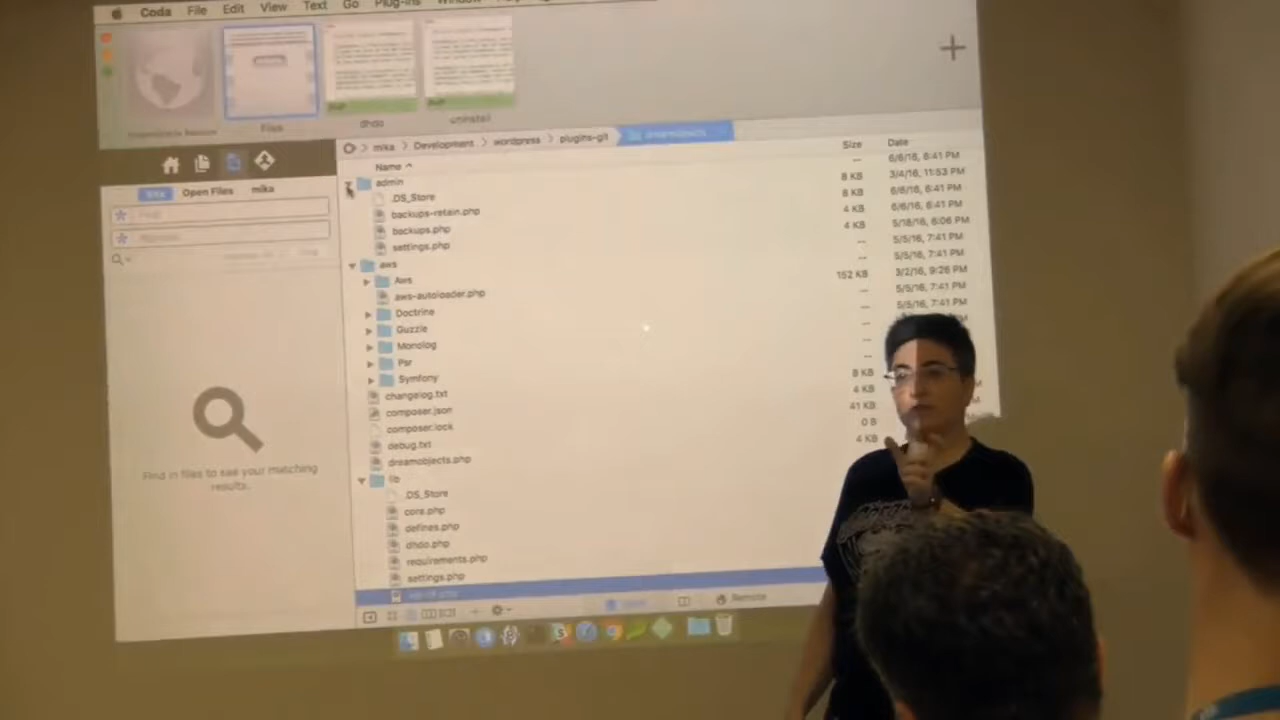 Coda File Edit View Text Go Plug-ins Window
Files
dhdo
uninstall
mika > Development > wordpress > plugins-git > dreamobjects
Name Size Date
Open Files mika
-- 6/6/16, 6:41 PM
admin 8 KB 3/4/16, 11:53 PM
.DS_Store 8 KB 6/6/16, 6:41 PM
backups-retain.php 4 KB 6/6/16, 6:41 PM
backups.php 4 KB 5/18/16, 6:06 PM
settings.php -- 5/5/16, 7:41 PM
aws -- 5/5/16, 7:41 PM
Aws 152 KB 3/2/16, 9:26 PM
aws-autoloader.php -- 5/5/16, 7:41 PM
Doctrine -- 5/5/16, 7:41 PM
Guzzle --
Monolog --
Psr 8 KB
Symfony 4 KB
changelog.txt 41 KB
composer.json 0 B
composer.lock 4 KB
debug.txt
dreamobjects.php
lib
.DS_Store
core.php
defines.php
dhdo.php
requirements.php
settings.php
Find in files to see your matching
results.
Remote